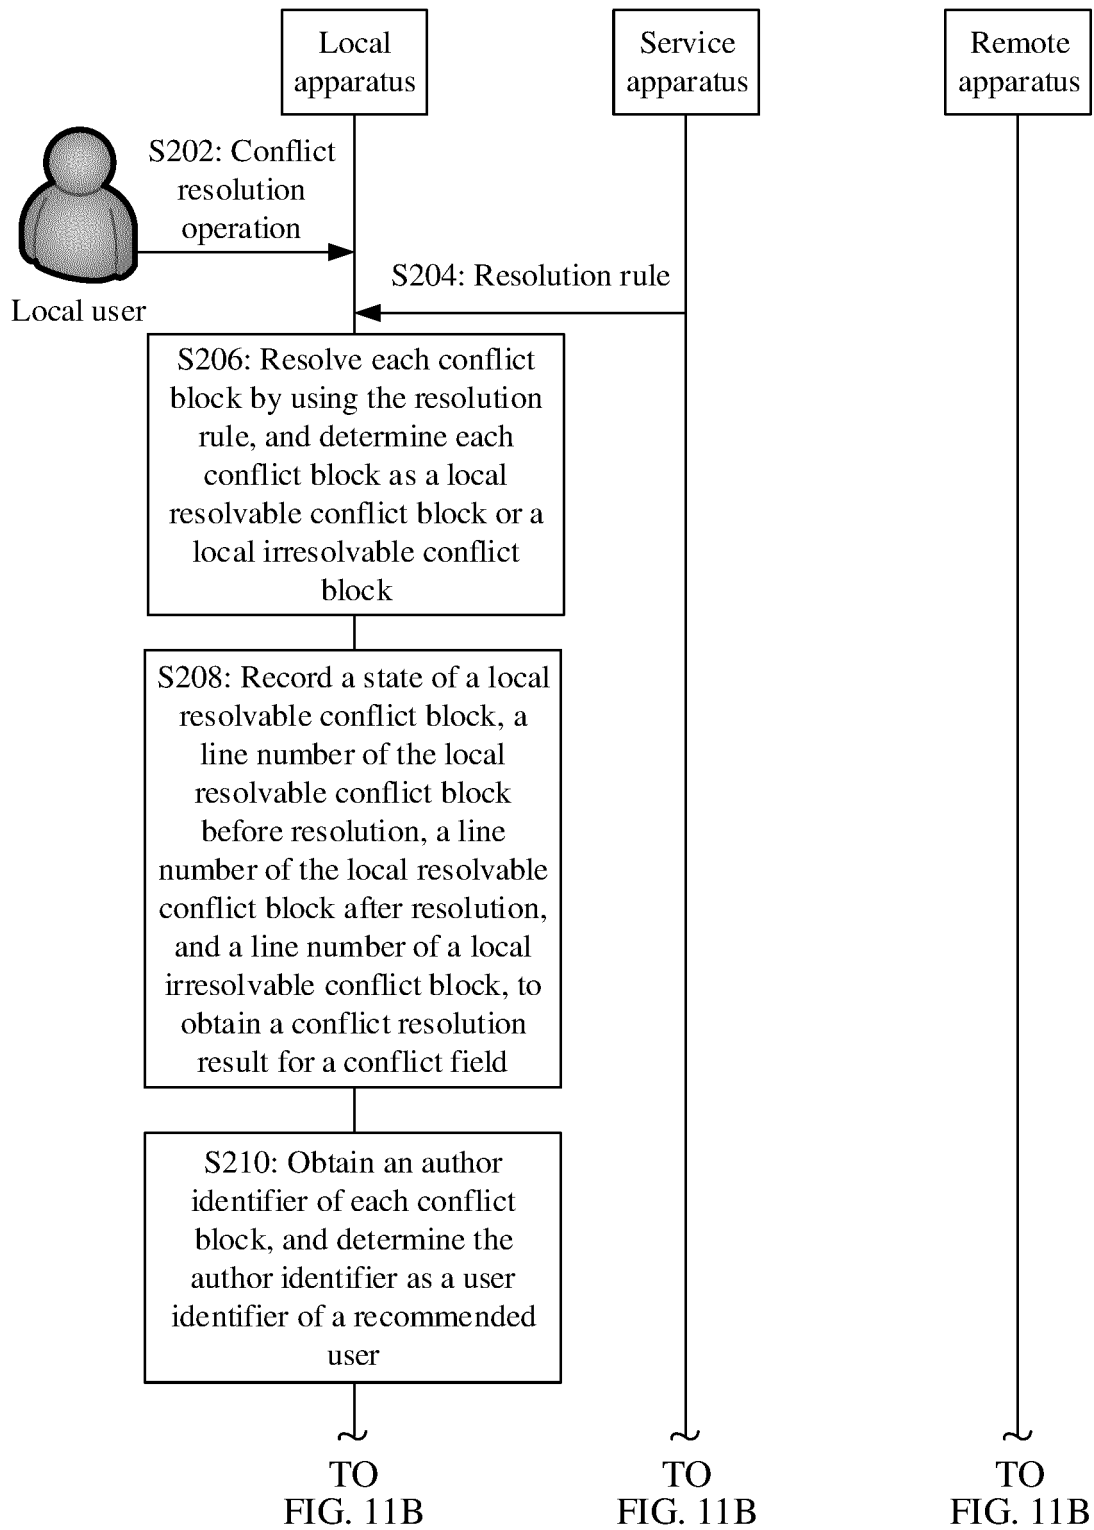 Local
apparatus
Service
apparatus
Remote
apparatus
S202: Conflict
resolution
operation
Local user
S204: Resolution rule
S206: Resolve each conflict
block by using the resolution
rule, and determine each
conflict block as a local
resolvable conflict block or a
local irresolvable conflict
block
S208: Record a state of a local
resolvable conflict block, a
line number of the local
resolvable conflict block
before resolution, a line
number of the local resolvable
conflict block after resolution,
and a line number of a local
irresolvable conflict block, to
obtain a conflict resolution
result for a conflict field
S210: Obtain an author
identifier of each conflict
block, and determine the
author identifier as a user
identifier of a recommended
user
TO
FIG. 11B
TO
FIG. 11B
TO
FIG. 11B